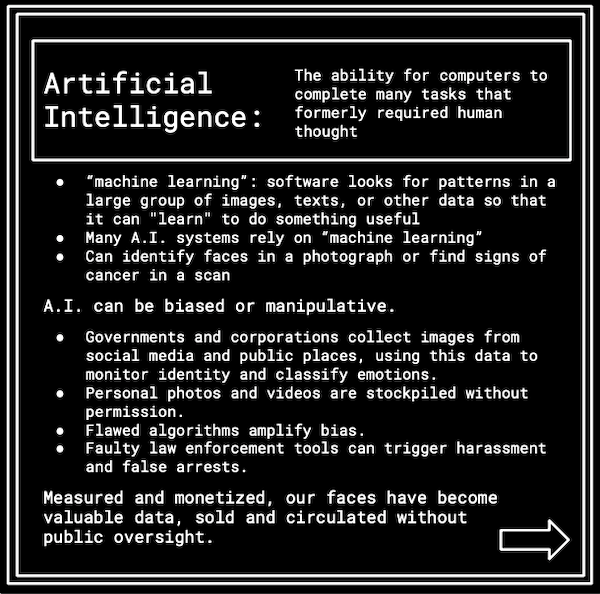 Artificial
Intelligence:
The ability for computers to
complete many tasks that
formerly required human
thought
● “machine learning”: software looks for patterns in a
large group of images, texts, or other data so that
it can "learn" to do something useful
● Many A.I. systems rely on “machine learning”
● Can identify faces in a photograph or find signs of
cancer in a scan
A.I. can be biased or manipulative.
● Governments and corporations collect images from
social media and public places, using this data to
monitor identity and classify emotions.
● Personal photos and videos are stockpiled without
permission.
● Flawed algorithms amplify bias.
● Faulty law enforcement tools can trigger harassment
and false arrests.
Measured and monetized, our faces have become
valuable data, sold and circulated without
public oversight.